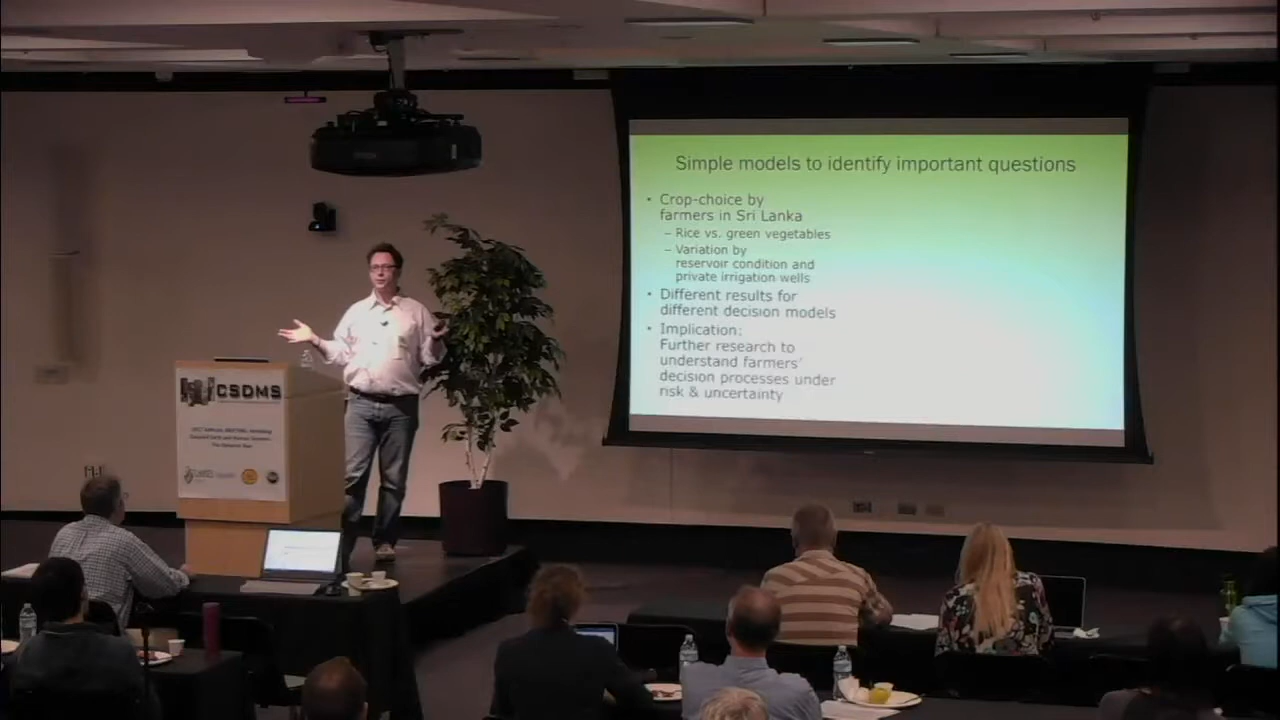 Simple models to identify important questions
• Crop-choice by
farmers in Sri Lanka
– Rice vs. green vegetables
– Variation by
reservoir condition and
private irrigation wells
• Different results for
different decision models
• Implication:
Further research to
understand farmers'
decision processes under
risk & uncertainty
CSDMS